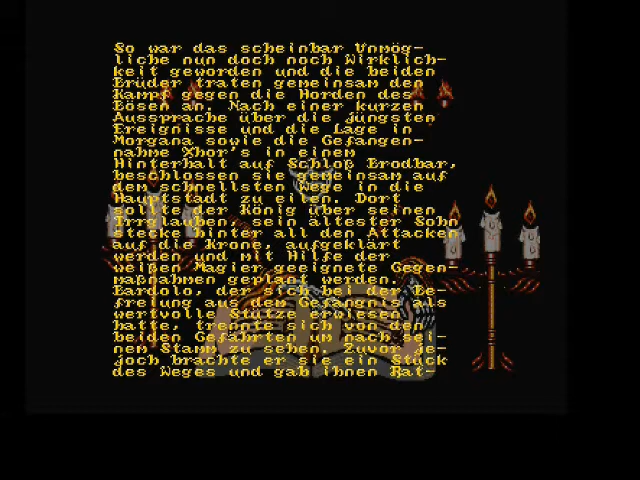 So war das scheinbar Unmög-
liche nun doch noch Wirklich-
keit geworden und die beiden
Brüder traten gemeinsam den
Kampf gegen die Horden des
Bösen an. Nach einer kurzen
Aussprache über die jüngsten
Ereignisse und die Lage in
Morgana sowie die Gefangen-
nahme Xhor's in einem
Hinterhalt auf Schloß Brodbar,
beschlossen sie gemeinsam auf
dem schnellsten Wege in die
Hauptstadt zu eilen. Dort
sollte der König über seinen
Irrglauben, sein ältester Sohn
stecke hinter all den Attacken
auf die Krone, aufgeklärt
werden und mit Hilfe der
weißen Magier geeignete Gegen-
maßnahmen geplant werden.
Bardolo, der sich bei der Be-
freiung aus dem Gefängnis als
wertvolle Stütze erwiesen
hatte, trennte sich von den
beiden Gefährten um nach sei-
nem Stamm zu sehen. Zuvor je-
doch brachte er sie ein Stück
des Weges und gab ihnen Rat-